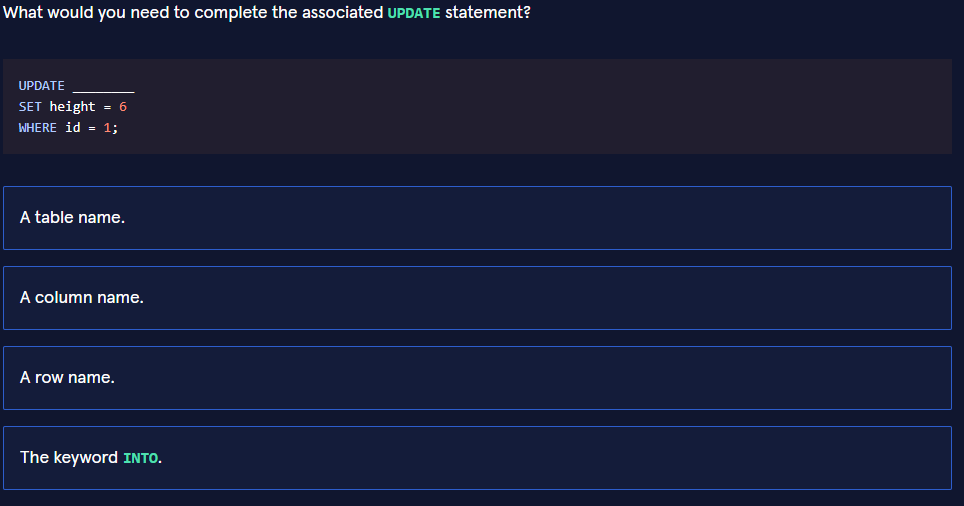 What would you need to complete the associated UPDATE statement?
UPDATE ________
SET height = 6
WHERE id = 1;
A table name.
A column name.
A row name.
The keyword INTO.